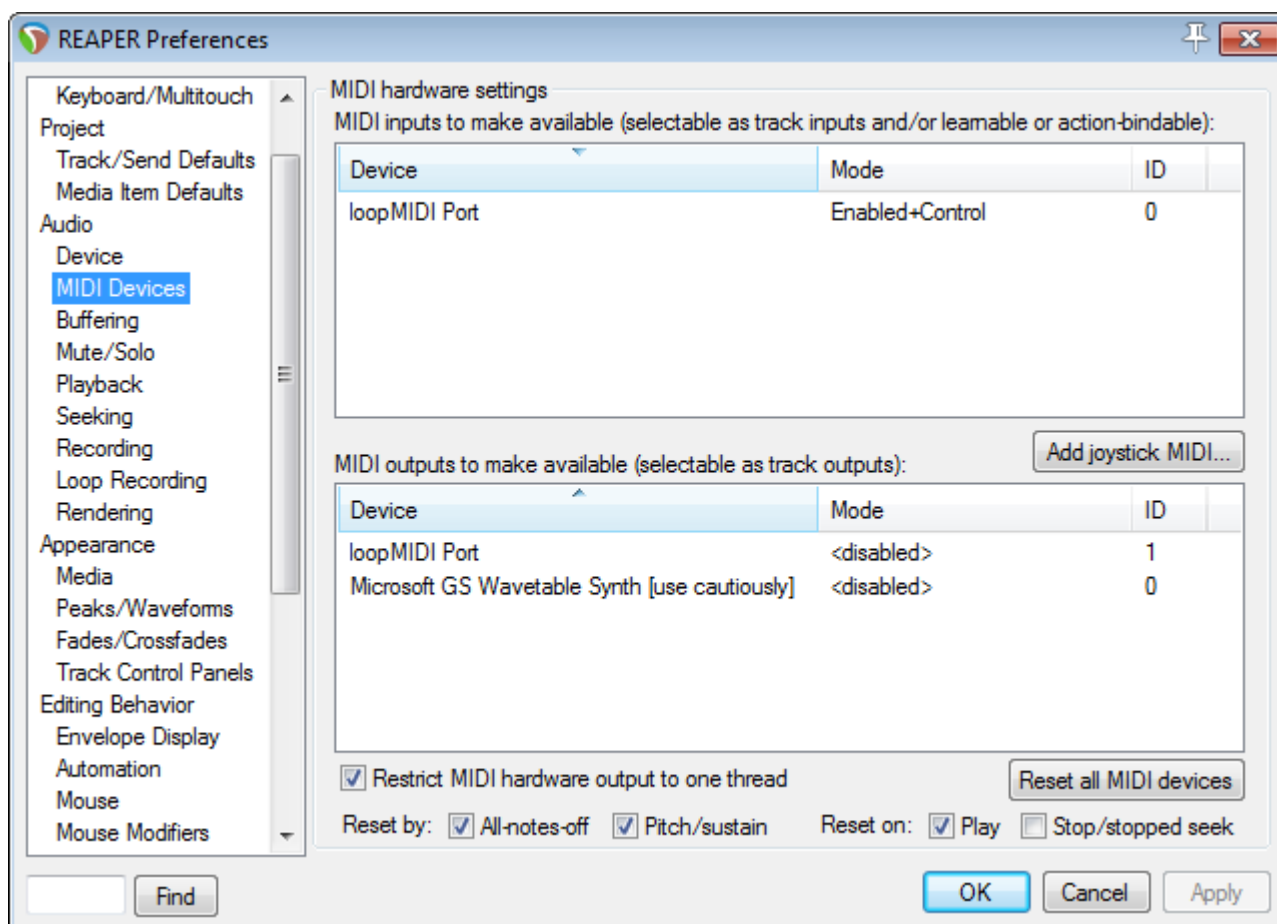 REAPER Preferences
Keyboard/Multitouch
Project
Track/Send Defaults
Media Item Defaults
Audio
Device
MIDI Devices
Buffering
Mute/Solo
Playback
Seeking
Recording
Loop Recording
Rendering
Appearance
Media
Peaks/Waveforms
Fades/Crossfades
Track Control Panels
Editing Behavior
Envelope Display
Automation
Mouse
Mouse Modifiers
Find
MIDI hardware settings
MIDI inputs to make available (selectable as track inputs and/or learnable or action-bindable):
Device Mode ID
loopMIDI Port Enabled+Control 0
Add joystick MIDI...
MIDI outputs to make available (selectable as track outputs):
Device Mode ID
loopMIDI Port <disabled> 1
Microsoft GS Wavetable Synth [use cautiously] <disabled> 0
Restrict MIDI hardware output to one thread
Reset all MIDI devices
Reset by: All-notes-off Pitch/sustain Reset on: Play Stop/stopped seek
OK Cancel Apply